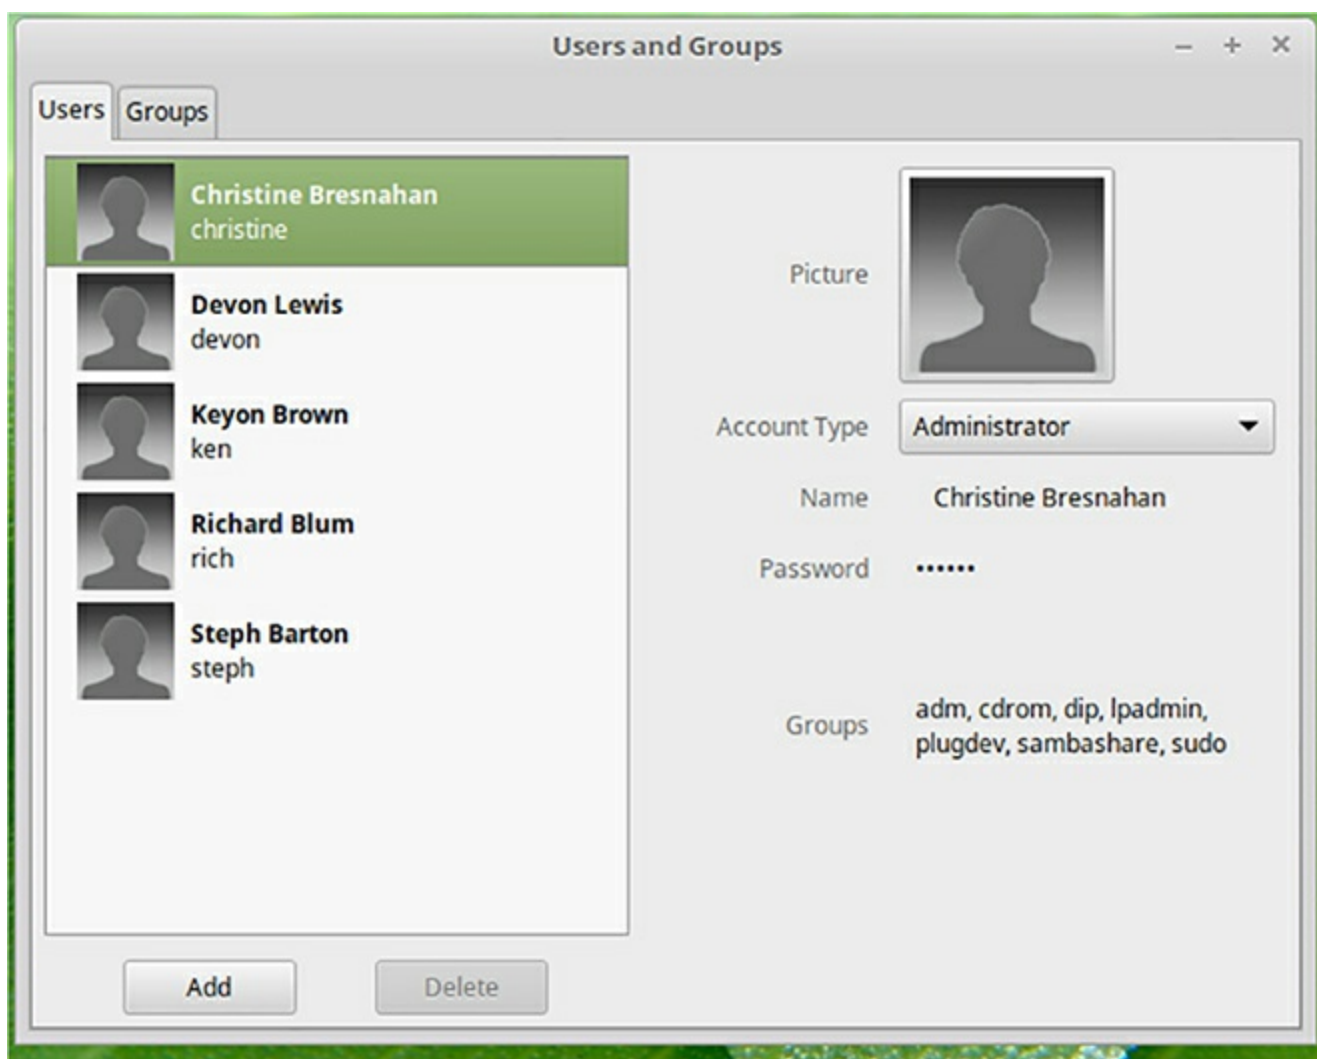 Users and Groups
Users
Groups
Christine Bresnahan
christine
Devon Lewis
devon
Keyon Brown
ken
Richard Blum
rich
Steph Barton
steph
Add
Delete
Picture
Account Type
Administrator
Name
Christine Bresnahan
Password
••••••
Groups
adm, cdrom, dip, lpadmin,
plugdev, sambashare, sudo